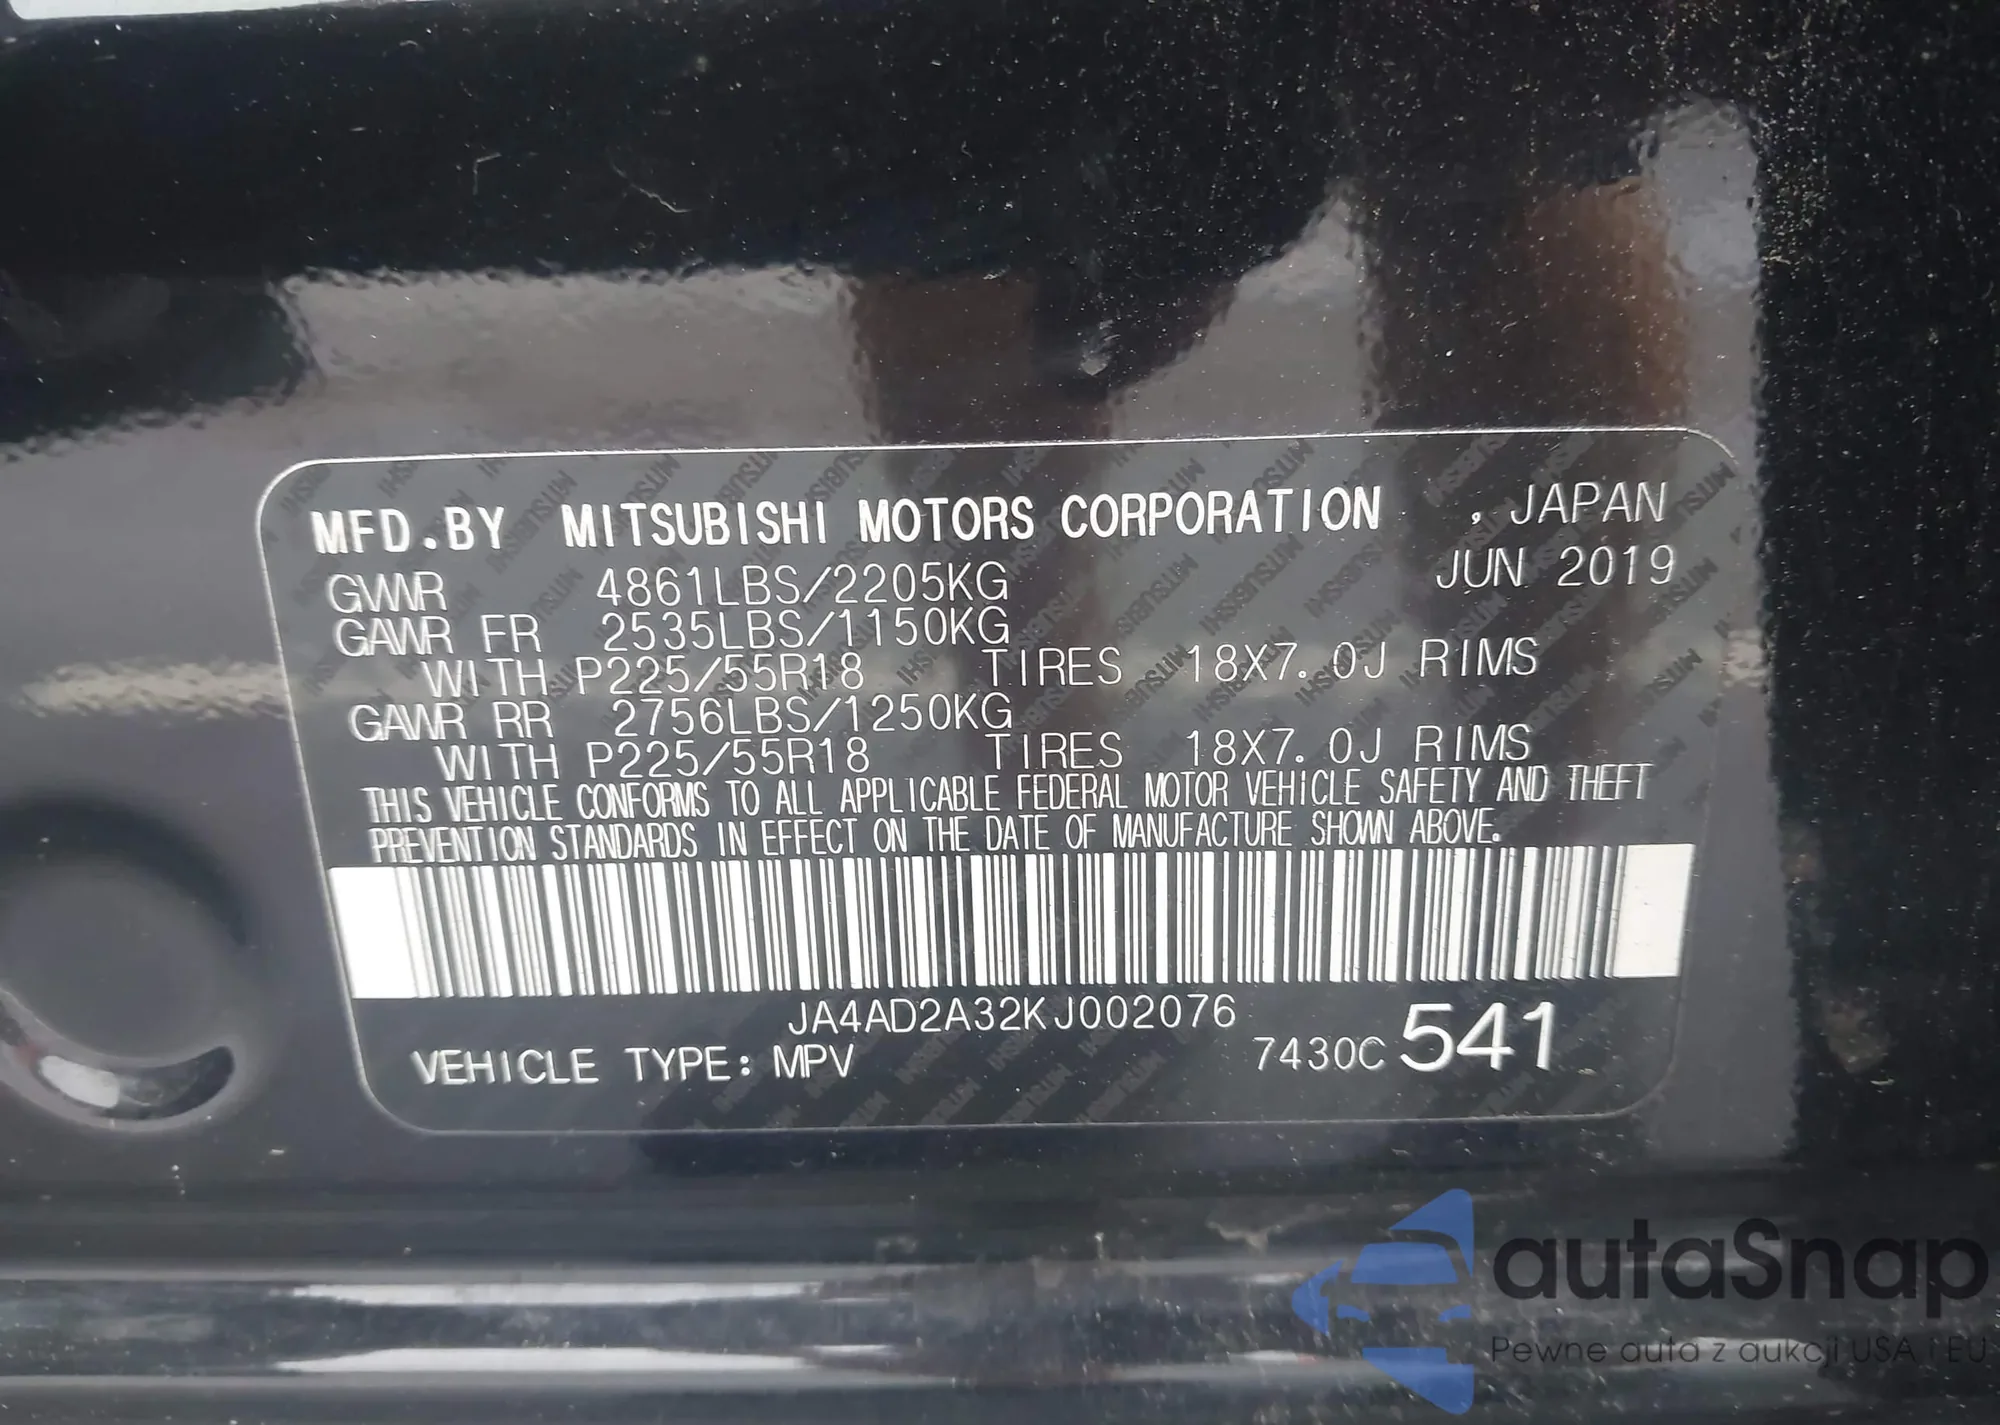 MFD.BY MITSUBISHI MOTORS CORPORATION , JAPAN
JUN 2019
GVWR 4861LBS/2205KG
GAWR FR 2535LBS/1150KG
WITH P225/55R18 TIRES 18X7.0J RIMS
GAWR RR 2756LBS/1250KG
WITH P225/55R18 TIRES 18X7.0J RIMS
THIS VEHICLE CONFORMS TO ALL APPLICABLE FEDERAL MOTOR VEHICLE SAFETY AND THEFT
PREVENTION STANDARDS IN EFFECT ON THE DATE OF MANUFACTURE SHOWN ABOVE.
JA4AD2A32KJ002076
VEHICLE TYPE: MPV 7430C 541
autaSnap
Pewne auta z aukcji USA i EU